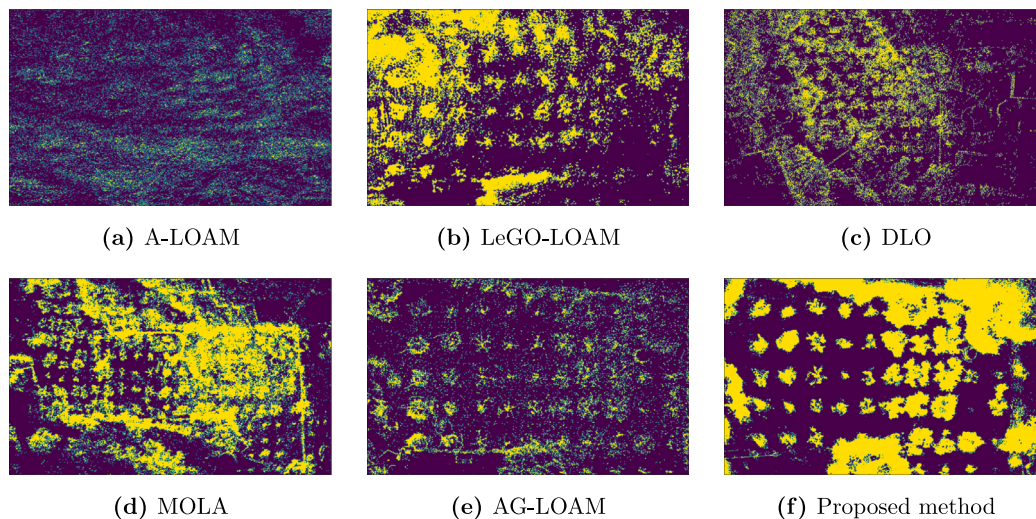 (a) A-LOAM
(b) LeGO-LOAM
(c) DLO
(d) MOLA
(e) AG-LOAM
(f) Proposed method